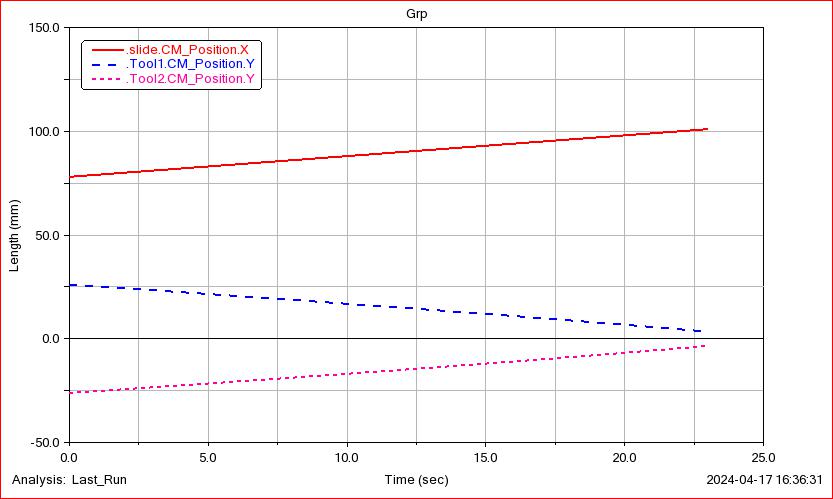 Grp
150.0
.slide.CM_Position.X
.Tool1.CM_Position.Y
.Tool2.CM_Position.Y
100.0
50.0
0.0
-50.0
Length (mm)
0.0 5.0 10.0 15.0 20.0 25.0
Analysis: Last_Run Time (sec) 2024-04-17 16:36:31